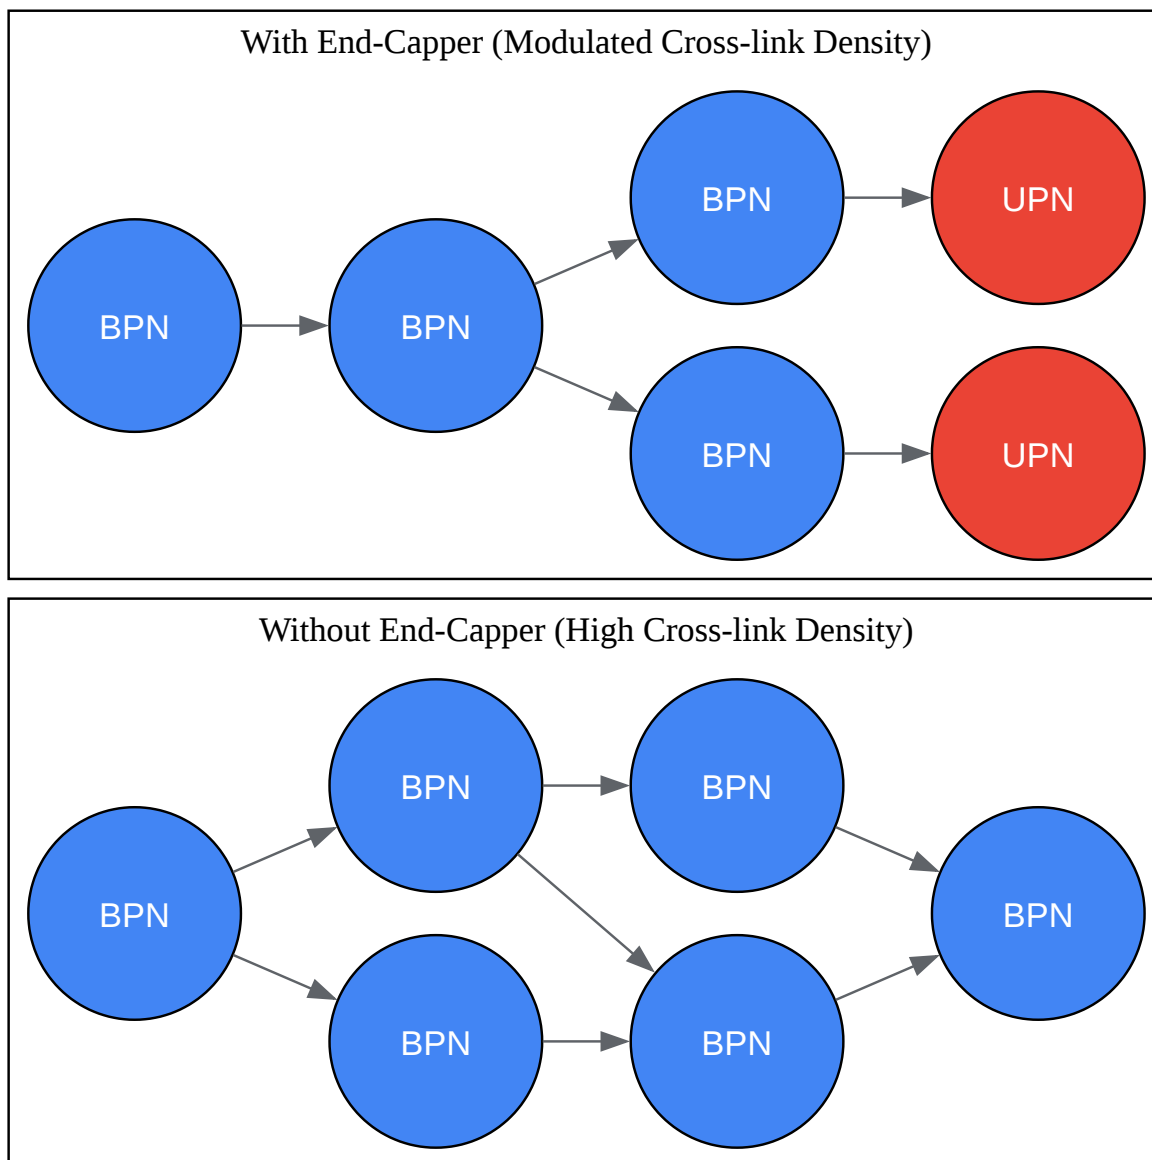 With End-Capper (Modulated Cross-link Density)
BPN
UPN
BPN
BPN
BPN
UPN
Without End-Capper (High Cross-link Density)
BPN
BPN
BPN
BPN
BPN
BPN